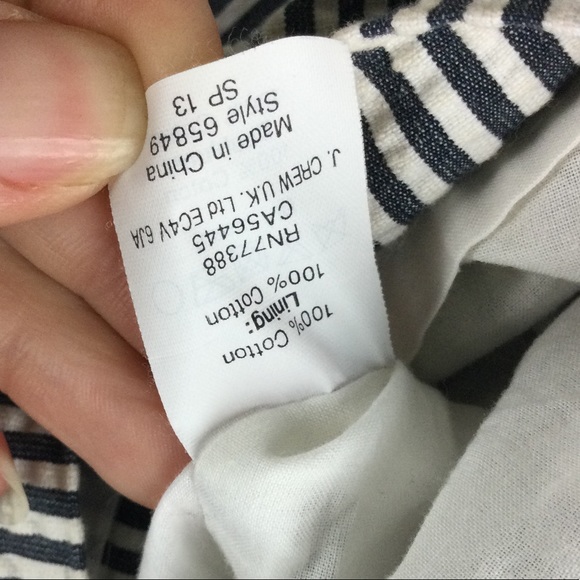 100% Cotton
Lining:
100% Cotton
RN77388
CA56445
J. CREW U.K. Ltd EC4V 6JA
Made in China
Style 65849
SP 13